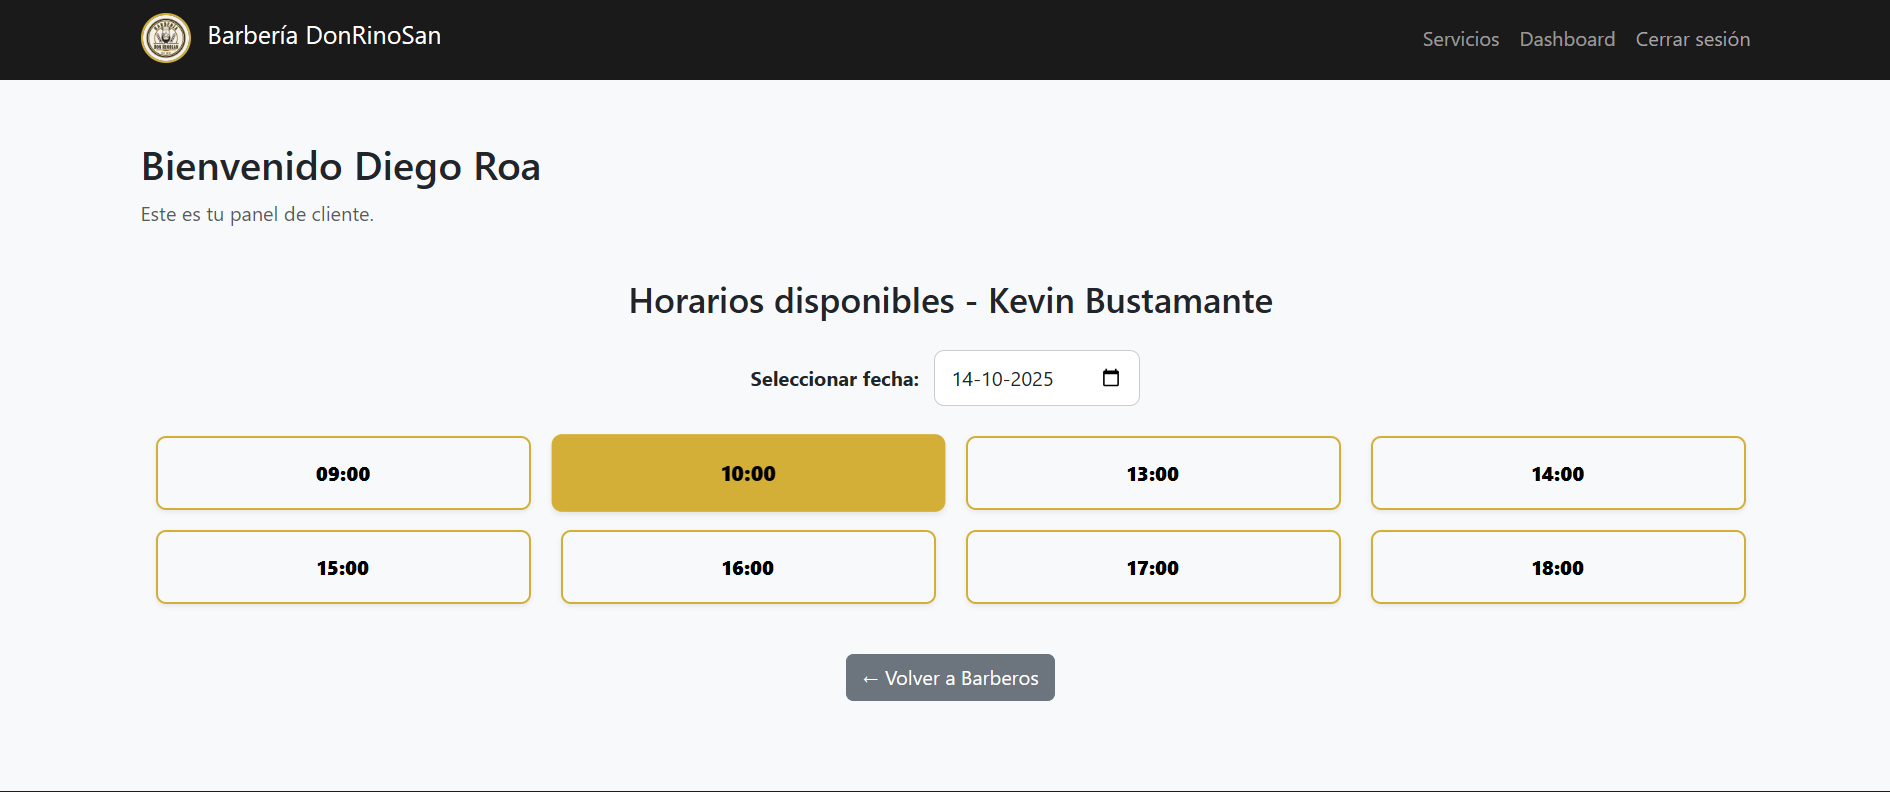 Barbería DonRinoSan
Servicios Dashboard Cerrar sesión
Bienvenido Diego Roa
Este es tu panel de cliente.
Horarios disponibles - Kevin Bustamante
Seleccionar fecha: 14-10-2025
09:00 10:00 13:00 14:00
15:00 16:00 17:00 18:00
← Volver a Barberos